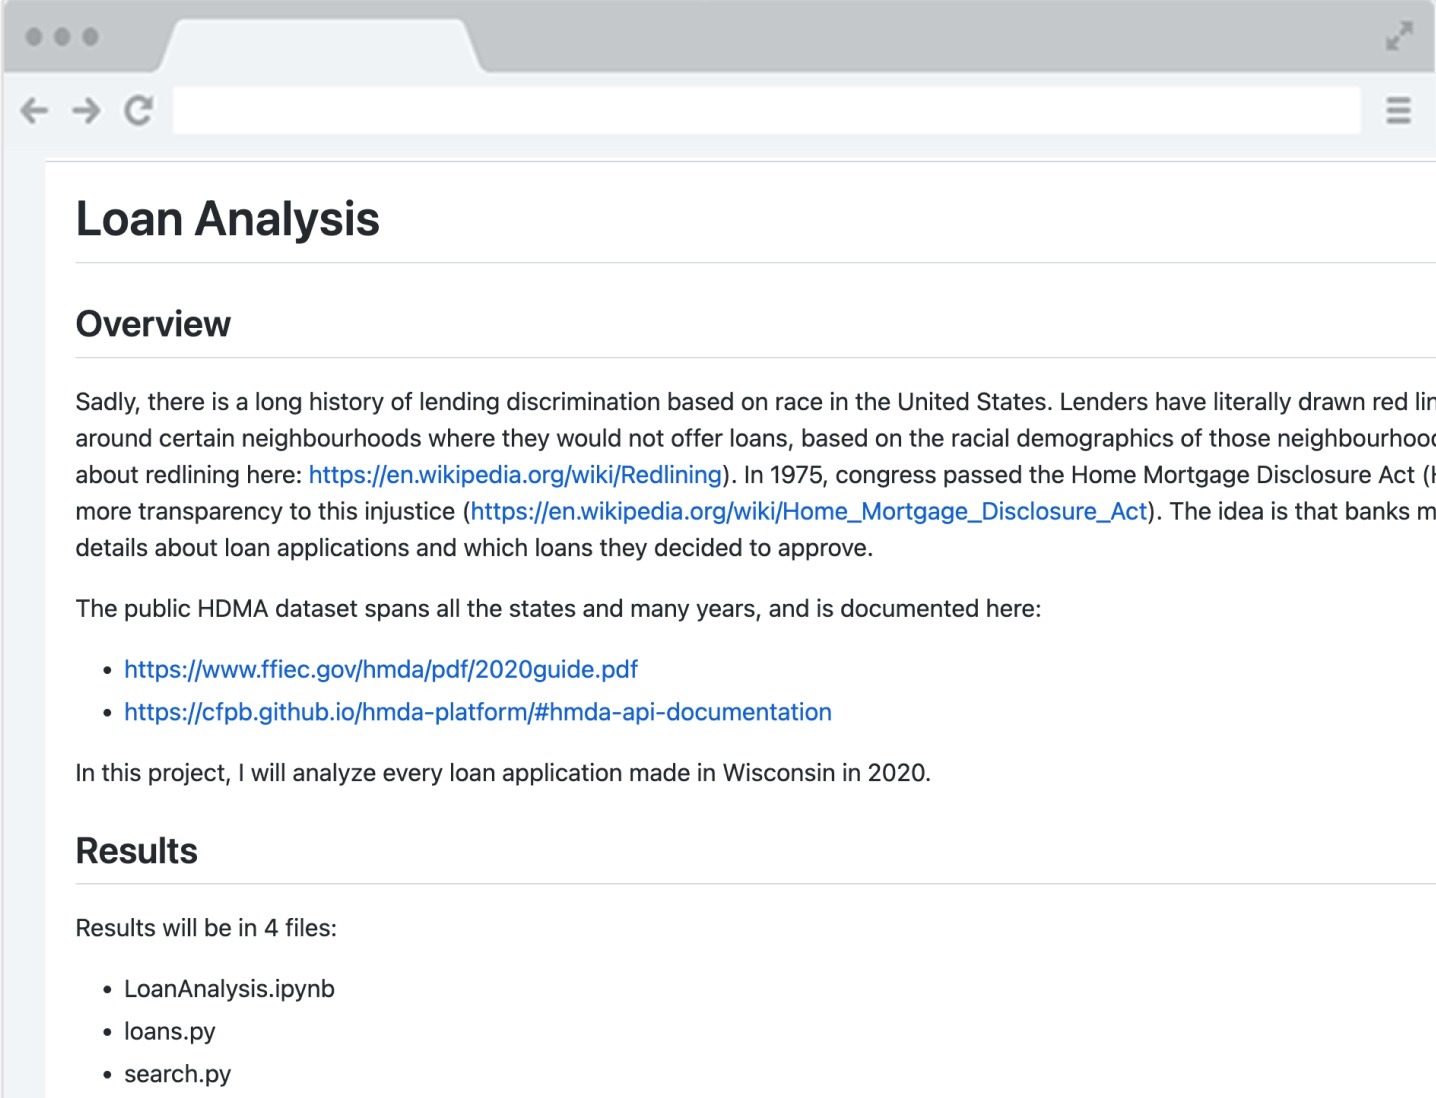 Loan Analysis
Overview
Sadly, there is a long history of lending discrimination based on race in the United States. Lenders have literally drawn red
around certain neighbourhoods where they would not offer loans, based on the racial demographics of those
about redlining here: https://en.wikipedia.org/wiki/Redlining). In 1975, congress passed the Home Mortgage Disclosure Act (
more transparency to this injustice (https://en.wikipedia.org/wiki/Home_Mortgage_Disclosure_Act). The idea is that banks
details about loan applications and which loans they decided to approve.
The public HDMA dataset spans all the states and many years, and is documented here:
• https://www.ffiec.gov/hmda/pdf/2020guide.pdf
• https://cfpb.github.io/hmda-platform/#hmda-api-documentation
In this project, I will analyze every loan application made in Wisconsin in 2020.
Results
Results will be in 4 files:
• LoanAnalysis.ipynb
• loans.py
• search.py